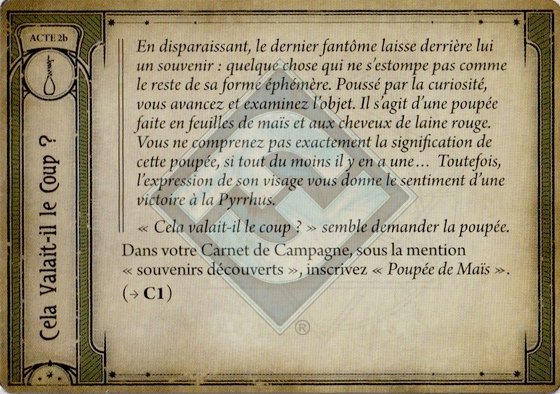 ACTE 2b
Cela Valait-il le Coup ?
En disparaissant, le dernier fantôme laisse derrière lui
un souvenir : quelque chose qui ne s'estompe pas comme
le reste de sa forme éphémère. Poussé par la curiosité,
vous avancez et examinez l'objet. Il s'agit d'une poupée
faite en feuilles de maïs et aux cheveux de laine rouge.
Vous ne comprenez pas exactement la signification de
cette poupée, si tout du moins il y en a une… Toutefois,
l'expression de son visage vous donne le sentiment d'une
victoire à la Pyrrhus.
« Cela valait-il le coup ? » semble demander la poupée.
Dans votre Carnet de Campagne, sous la mention
« souvenirs découverts », inscrivez « Poupée de Maïs ».
(→ C1)
®